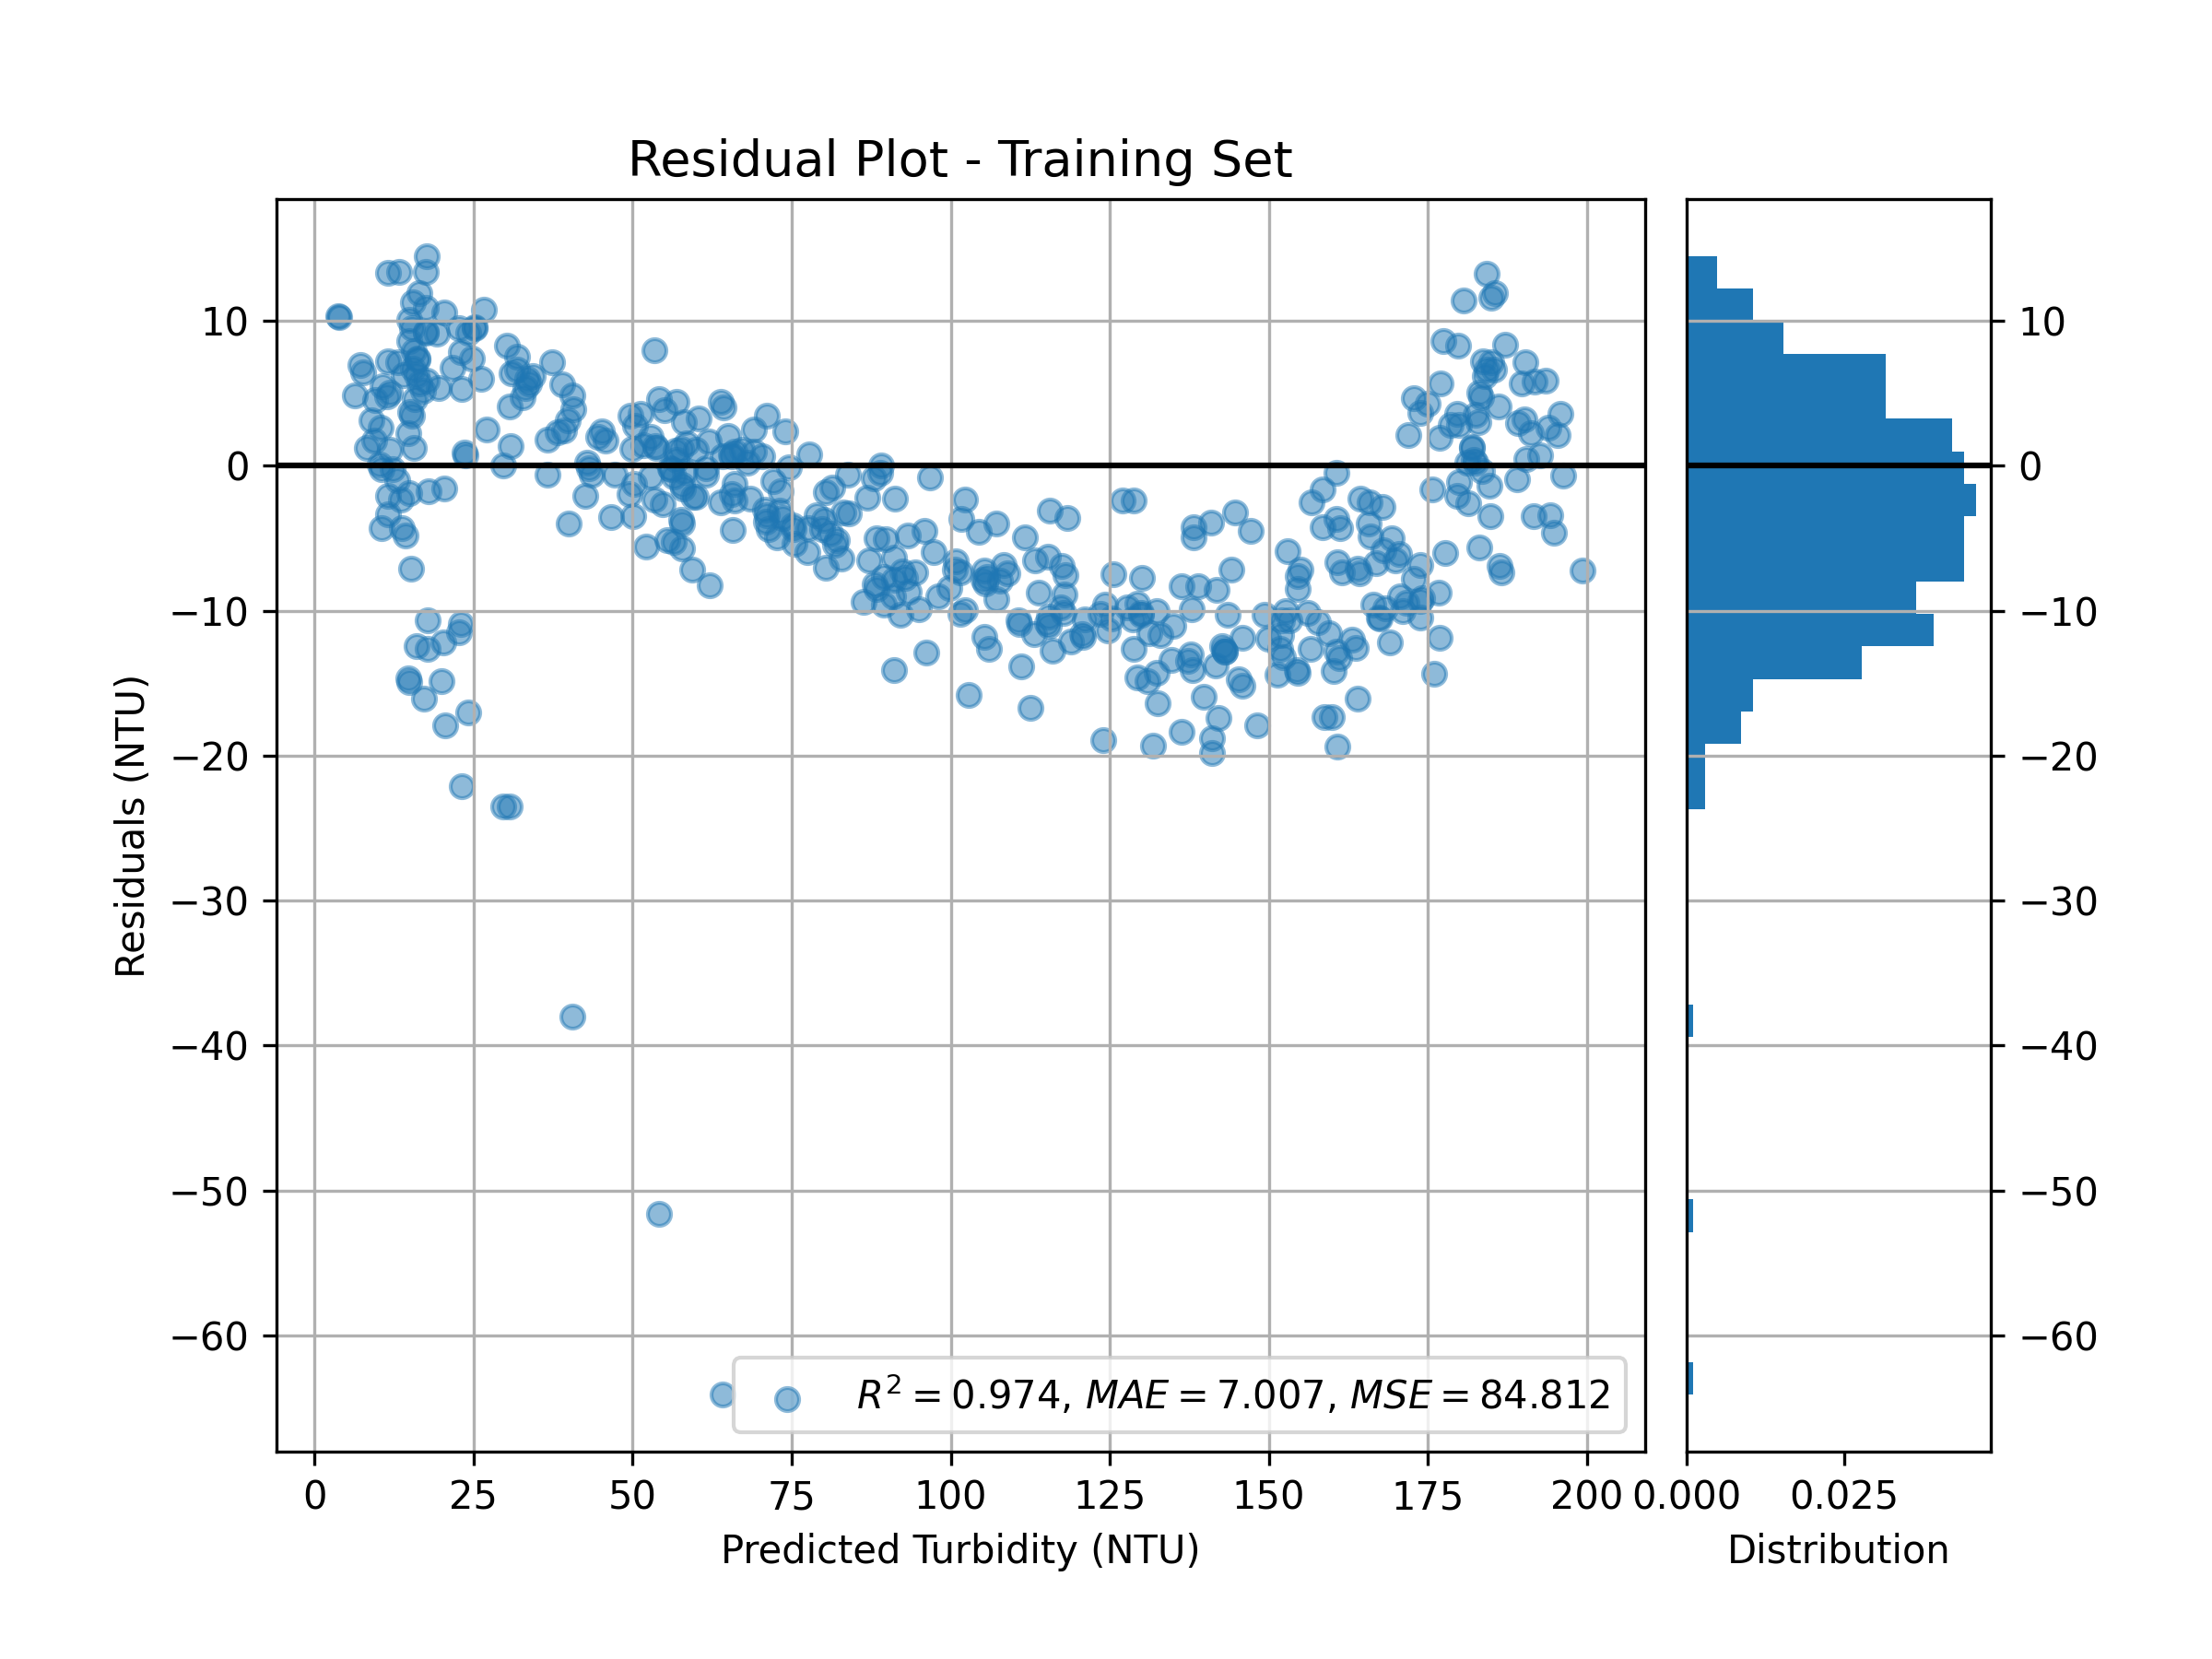 Residual Plot - Training Set
Residuals (NTU)
10
0
−10
−20
−30
−40
−50
−60
R² = 0.974, MAE = 7.007, MSE = 84.812
0 25 50 75 100 125 150 175 200
Predicted Turbidity (NTU)
10
0
−10
−20
−30
−40
−50
−60
0.000 0.025
Distribution